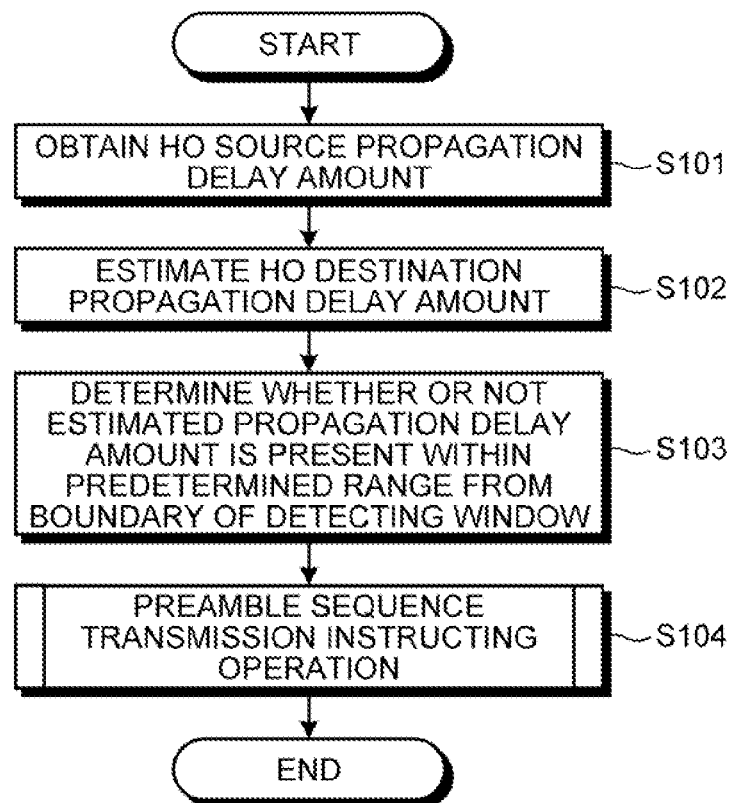 START
OBTAIN HO SOURCE PROPAGATION
DELAY AMOUNT
S101
ESTIMATE HO DESTINATION
PROPAGATION DELAY AMOUNT
S102
DETERMINE WHETHER OR NOT
ESTIMATED PROPAGATION DELAY
AMOUNT IS PRESENT WITHIN
PREDETERMINED RANGE FROM
BOUNDARY OF DETECTING WINDOW
S103
PREAMBLE SEQUENCE
TRANSMISSION INSTRUCTING
OPERATION
S104
END